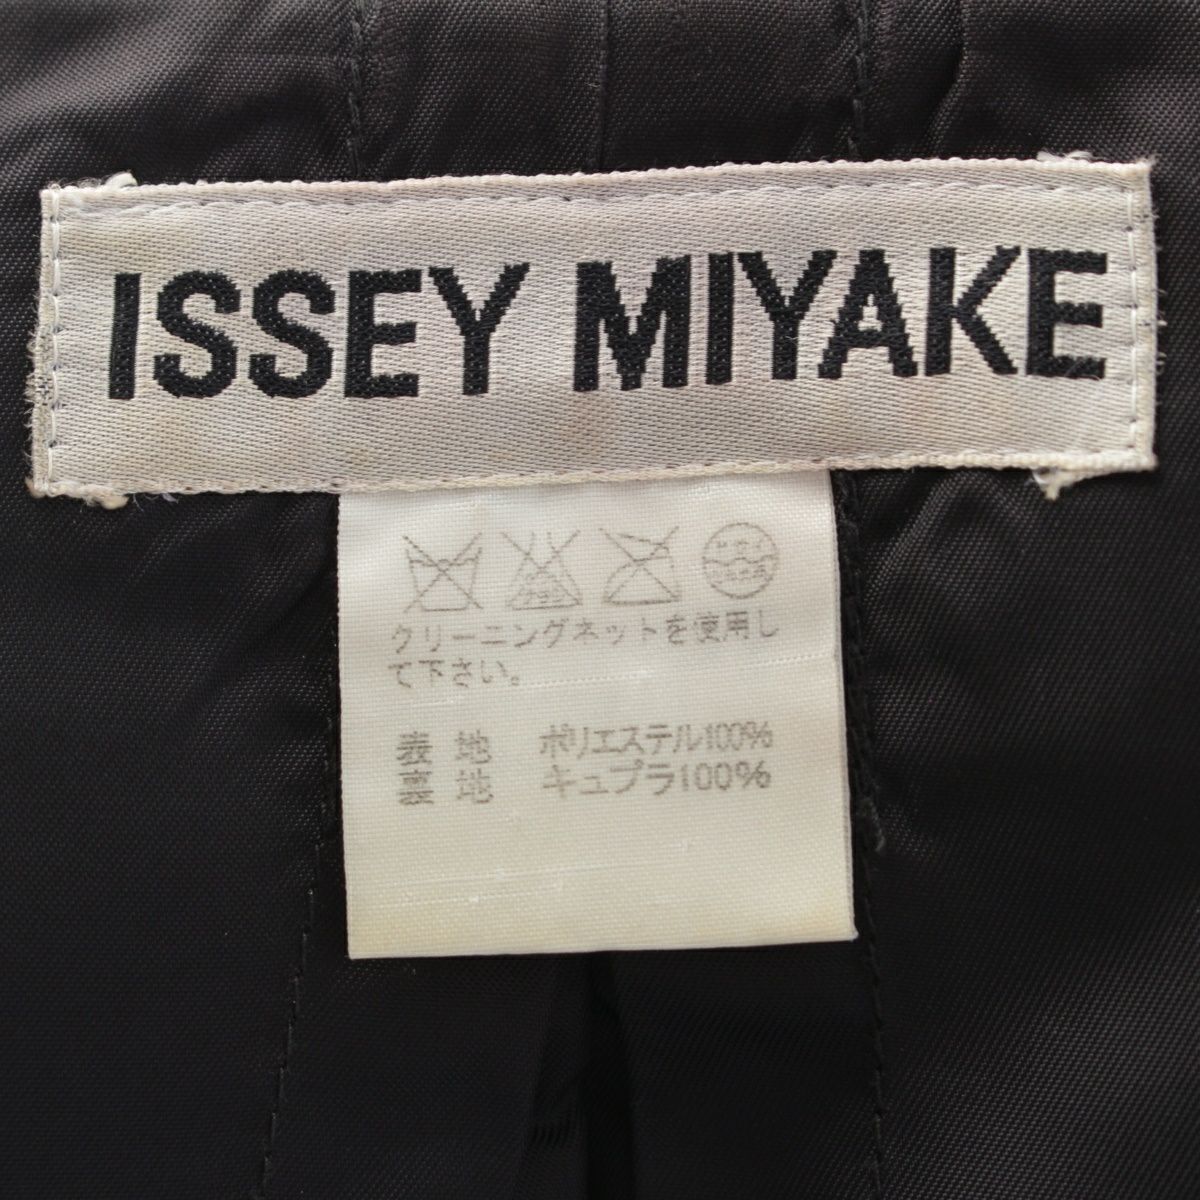 ISSEY MIYAKE
クリーニングネットを使用し
て下さい。
表 地 ポリエステル100%
裏 地 キュプラ100%